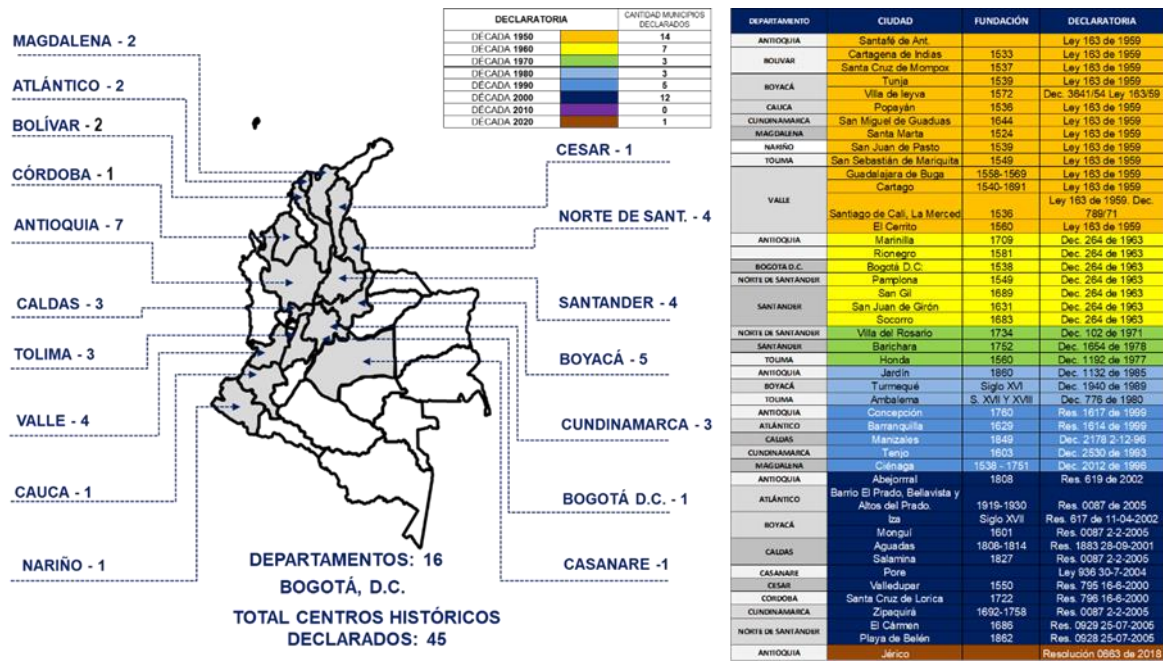 MAGDALENA - 2
ATLÁNTICO - 2
BOLÍVAR - 2
CÓRDOBA - 1
ANTIOQUIA - 7
CALDAS - 3
TOLIMA - 3
VALLE - 4
CAUCA - 1
NARIÑO - 1
CESAR - 1
NORTE DE SANT. - 4
SANTANDER - 4
BOYACÁ - 5
CUNDINAMARCA - 3
BOGOTÁ D.C. - 1
CASANARE -1
DEPARTAMENTOS: 16
BOGOTÁ, D.C.
TOTAL CENTROS HISTÓRICOS
DECLARADOS: 45
DECLARATORIA CANTIDAD MUNICIPIOS DECLARADOS
DÉCADA 1950 14
DÉCADA 1960 7
DÉCADA 1970 3
DÉCADA 1980 3
DÉCADA 1990 5
DÉCADA 2000 12
DÉCADA 2010 0
DÉCADA 2020 1
DEPARTAMENTO CIUDAD FUNDACIÓN DECLARATORIA
ANTIOQUIA Santafé de Ant. Ley 163 de 1959
BOLIVAR Cartagena de Indias 1533 Ley 163 de 1959
Santa Cruz de Mompox 1537 Ley 163 de 1959
BOYACÁ Tunja 1539 Ley 163 de 1959
Villa de leyva 1572 Dec. 3641/54 Ley 163/59
CAUCA Popayán 1536 Ley 163 de 1959
CUNDINAMARCA San Miguel de Guaduas 1644 Ley 163 de 1959
MAGDALENA Santa Marta 1524 Ley 163 de 1959
NARIÑO San Juan de Pasto 1539 Ley 163 de 1959
TOLIMA San Sebastián de Mariquita 1549 Ley 163 de 1959
VALLE Guadalajara de Buga 1558-1569 Ley 163 de 1959
Cartago 1540-1691 Ley 163 de 1959
Santiago de Cali, La Merced 1536 Ley 163 de 1959. Dec. 789/71
El Cerrito 1560 Ley 163 de 1959
ANTIOQUIA Marinilla 1709 Dec. 264 de 1963
Rionegro 1581 Dec. 264 de 1963
BOGOTA D.C. Bogotá D.C. 1538 Dec. 264 de 1963
NORTE DE SANTÁNDER Pamplona 1549 Dec. 264 de 1963
SANTANDER San Gil 1689 Dec. 264 de 1963
San Juan de Girón 1631 Dec. 264 de 1963
Socorro 1683 Dec. 264 de 1963
NORTE DE SANTÁNDER Villa del Rosario 1734 Dec. 102 de 1971
SANTANDER Barichara 1752 Dec. 1654 de 1978
TOLIMA Honda 1560 Dec. 1192 de 1977
ANTIOQUIA Jardín 1860 Dec. 1132 de 1985
BOYACÁ Turmequé Siglo XVI Dec. 1940 de 1989
TOLIMA Ambalema S. XVII Y XVIII Dec. 776 de 1980
ANTIOQUIA Concepción 1760 Res. 1617 de 1999
ATLÁNTICO Barranquilla 1629 Res. 1614 de 1999
CALDAS Manizales 1849 Dec. 2178 2-12-96
CUNDINAMARCA Tenjo 1603 Dec. 2530 de 1993
MAGDALENA Ciénaga 1538 - 1751 Dec. 2012 de 1996
ANTIOQUIA Abejorrral 1808 Res. 619 de 2002
ATLÁNTICO Barrio El Prado, Bellavista y Altos del Prado. 1919-1930 Res. 0087 de 2005
BOYACÁ Iza Siglo XVII Res. 617 de 11-04-2002
Monguí 1601 Res. 0087 2-2-2005
CALDAS Aguadas 1808-1814 Res. 1883 28-09-2001
Salamina 1827 Res. 0087 2-2-2005
CASANARE Pore Ley 936 30-7-2004
CESAR Valledupar 1550 Res. 795 16-6-2000
CORDOBA Santa Cruz de Lorica 1722 Res. 796 16-6-2000
CUNDINAMARCA Zipaquirá 1692-1758 Res. 0087 2-2-2005
NORTE DE SANTÁNDER El Cármen 1686 Res. 0929 25-07-2005
Playa de Belén 1862 Res. 0928 25-07-2005
ANTIOQUIA Jérico Resolución 0663 de 2018